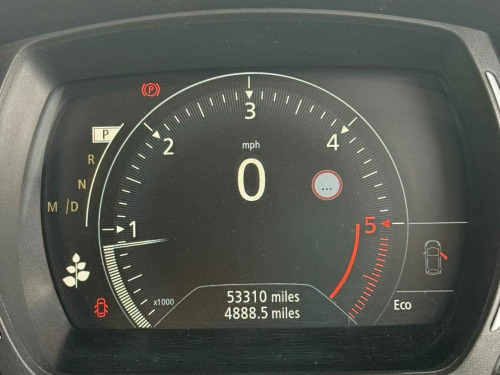 P
3
P
2
4
R
mph
N
0
...
M/D
1
5
x1000
53310 miles
4888.5 miles
Eco